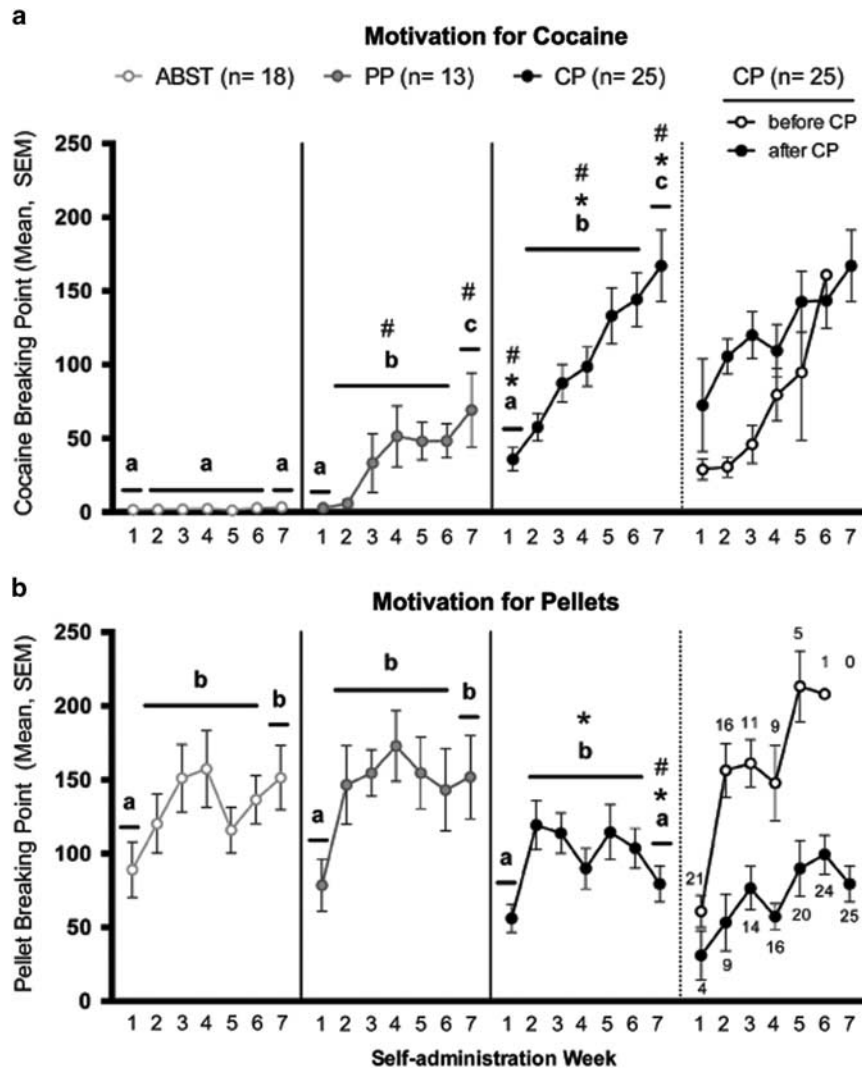 a
Motivation for Cocaine
ABST (n= 18) PP (n= 13) CP (n= 25) CP (n= 25)
before CP
after CP
Cocaine Breaking Point (Mean, SEM)
250
200
150
100
50
0
a a a
a
#
b
#
c
#
*
a
#
*
b
#
*
c
1 2 3 4 5 6 7 1 2 3 4 5 6 7 1 2 3 4 5 6 7 1 2 3 4 5 6 7
b
Motivation for Pellets
Pellet Breaking Point (Mean, SEM)
250
200
150
100
50
0
a
b
b
a
b
b
a
*
b
#
*
a
21 16 11 9 5 1 0
4 9 14 16 20 24 25
1 2 3 4 5 6 7 1 2 3 4 5 6 7 1 2 3 4 5 6 7 1 2 3 4 5 6 7
Self-administration Week